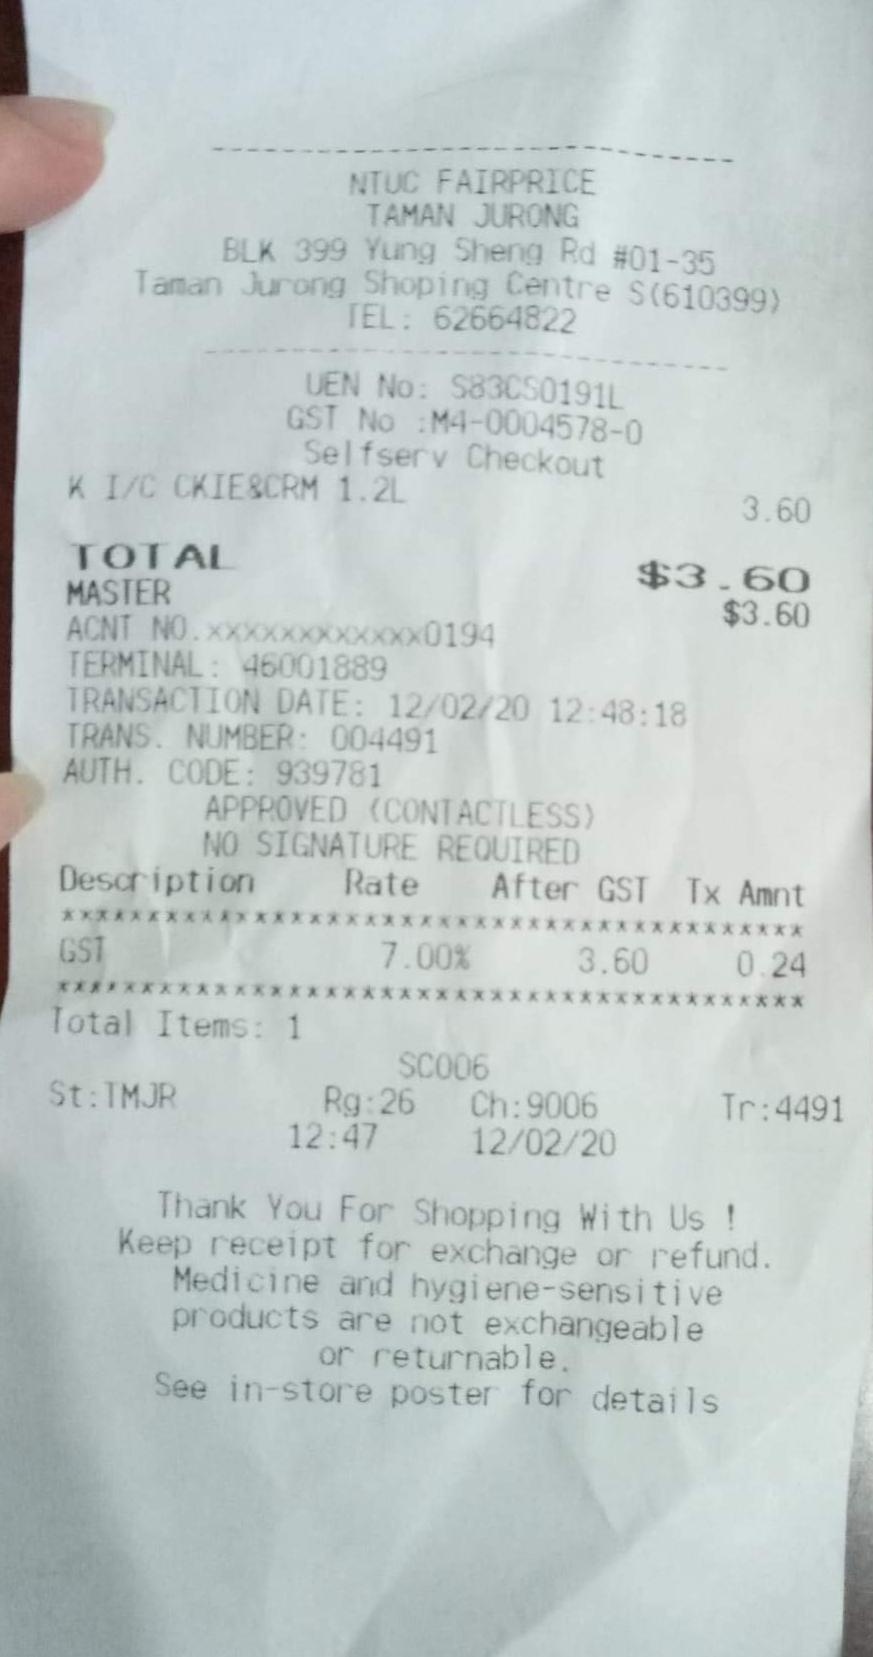 NTUC FAIRPRICE
TAMAN JURONG
BLK 399 Yung Sheng Rd #01-35
Taman Jurong Shoping Centre S(610399)
TEL: 62664822
UEN No: S83CS0191L
GST No :M4-0004578-0
Selfserv Checkout
K I/C CKIE&CRM 1.2L 3.60
TOTAL $3.60
MASTER $3.60
ACNT NO.xxxxxxxxxxxx0194
TERMINAL: 46001889
TRANSACTION DATE: 12/02/20 12:48:18
TRANS. NUMBER: 004491
AUTH. CODE: 939781
APPROVED (CONTACTLESS)
NO SIGNATURE REQUIRED
Description Rate After GST Tx Amnt
GST 7.00% 3.60 0.24
Total Items: 1
SC006
St:TMJR Rg:26 Ch:9006 Tr:4491
12:47 12/02/20
Thank You For Shopping With Us !
Keep receipt for exchange or refund.
Medicine and hygiene-sensitive
products are not exchangeable
or returnable.
See in-store poster for details